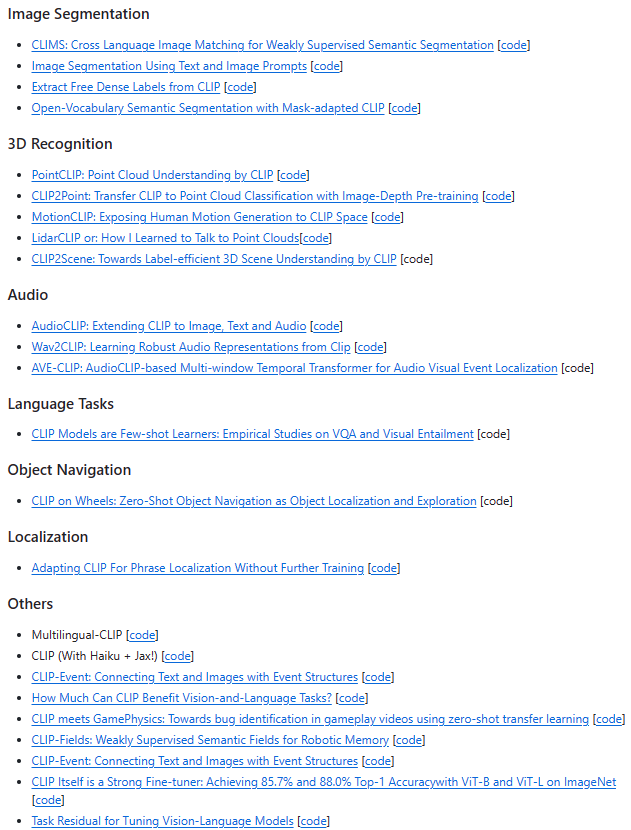 Image Segmentation
CLIMS: Cross Language Image Matching for Weakly Supervised Semantic Segmentation [code]
Image Segmentation Using Text and Image Prompts [code]
Extract Free Dense Labels from CLIP [code]
Open-Vocabulary Semantic Segmentation with Mask-adapted CLIP [code]
3D Recognition
PointCLIP: Point Cloud Understanding by CLIP [code]
CLIP2Point: Transfer CLIP to Point Cloud Classification with Image-Depth Pre-training [code]
MotionCLIP: Exposing Human Motion Generation to CLIP Space [code]
LidarCLIP or: How I Learned to Talk to Point Clouds[code]
CLIP2Scene: Towards Label-efficient 3D Scene Understanding by CLIP [code]
Audio
AudioCLIP: Extending CLIP to Image, Text and Audio [code]
Wav2CLIP: Learning Robust Audio Representations from Clip [code]
AVE-CLIP: AudioCLIP-based Multi-window Temporal Transformer for Audio Visual Event Localization [code]
Language Tasks
CLIP Models are Few-shot Learners: Empirical Studies on VQA and Visual Entailment [code]
Object Navigation
CLIP on Wheels: Zero-Shot Object Navigation as Object Localization and Exploration [code]
Localization
Adapting CLIP For Phrase Localization Without Further Training [code]
Others
Multilingual-CLIP [code]
CLIP (With Haiku + Jax!) [code]
CLIP-Event: Connecting Text and Images with Event Structures [code]
How Much Can CLIP Benefit Vision-and-Language Tasks? [code]
CLIP meets GamePhysics: Towards bug identification in gameplay videos using zero-shot transfer learning [code]
CLIP-Fields: Weakly Supervised Semantic Fields for Robotic Memory [code]
CLIP-Event: Connecting Text and Images with Event Structures [code]
CLIP Itself is a Strong Fine-tuner: Achieving 85.7% and 88.0% Top-1 Accuracywith ViT-B and ViT-L on ImageNet
[code]
Task Residual for Tuning Vision-Language Models [code]